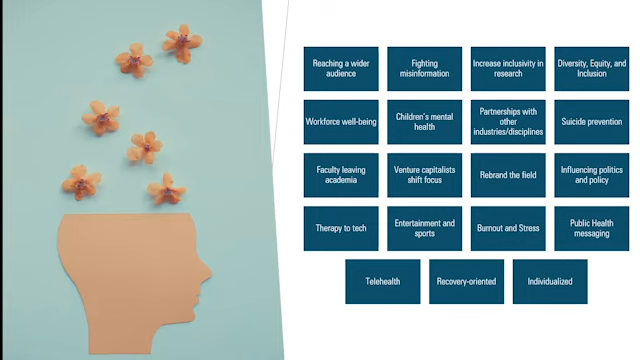 Reaching a wider
audience
Fighting
misinformation
Increase inclusivity in
research
Diversity, Equity, and
Inclusion
Workforce well-being
Children's mental
health
Partnerships with
other
industries/disciplines
Suicide prevention
Faculty leaving
academia
Venture capitalists
shift focus
Rebrand the field
Influencing politics
and policy
Therapy to tech
Entertainment and
sports
Burnout and Stress
Public Health
messaging
Telehealth
Recovery-oriented
Individualized